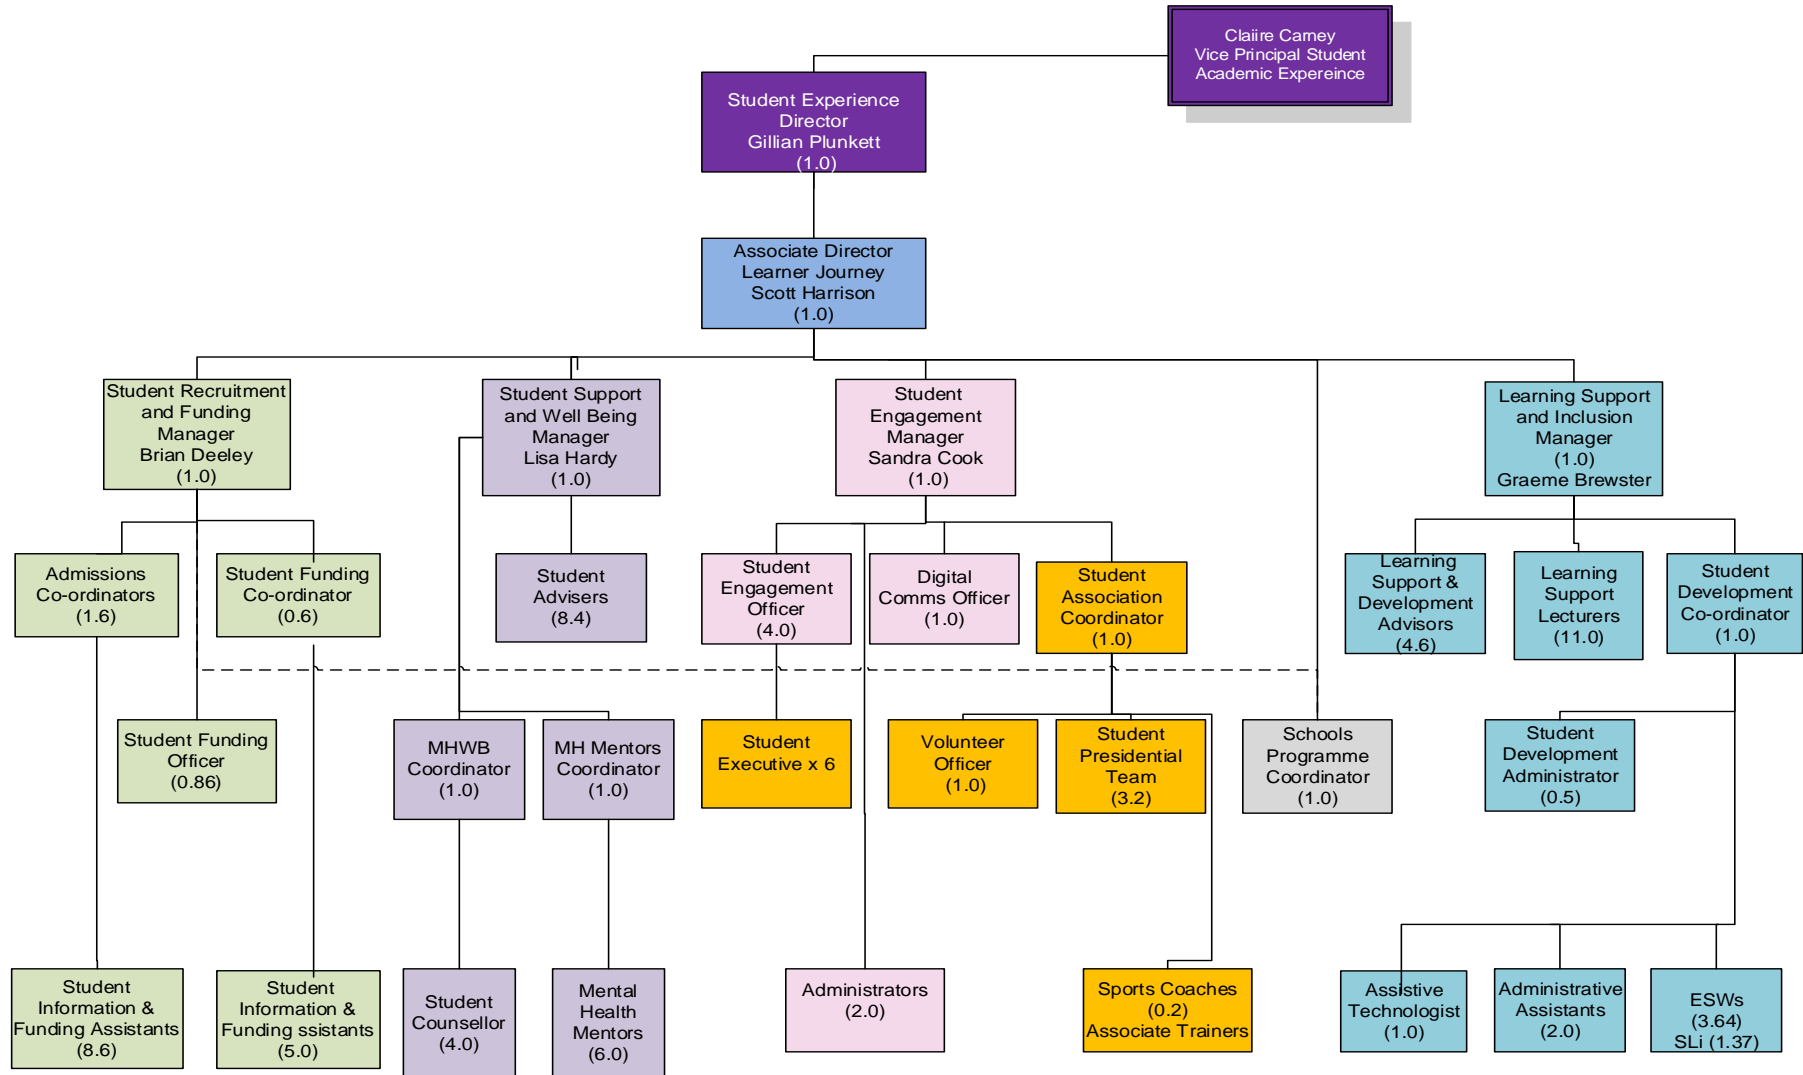 Claiire Carney
Vice Principal Student
Academic Expereince
Student Experience
Director
Gillian Plunkett
(1.0)
Associate Director
Learner Journey
Scott Harrison
(1.0)
Student Recruitment
and Funding
Manager
Brian Deeley
(1.0)
Student Support
and Well Being
Manager
Lisa Hardy
(1.0)
Student
Engagement
Manager
Sandra Cook
(1.0)
Learning Support
and Inclusion
Manager
(1.0)
Graeme Brewster
Admissions
Co-ordinators
(1.6)
Student Funding
Co-ordinator
(0.6)
Student
Advisers
(8.4)
Student
Engagement
Officer
(4.0)
Digital
Comms Officer
(1.0)
Student
Association
Coordinator
(1.0)
Learning
Support &
Development
Advisors
(4.6)
Learning
Support
Lecturers
(11.0)
Student
Development
Co-ordinator
(1.0)
Student Funding
Officer
(0.86)
MHWB
Coordinator
(1.0)
MH Mentors
Coordinator
(1.0)
Student
Executive x 6
Volunteer
Officer
(1.0)
Student
Presidential
Team
(3.2)
Schools
Programme
Coordinator
(1.0)
Student
Development
Administrator
(0.5)
Student
Information &
Funding Assistants
(8.6)
Student
Information &
Funding ssistants
(5.0)
Student
Counsellor
(4.0)
Mental
Health
Mentors
(6.0)
Administrators
(2.0)
Sports Coaches
(0.2)
Associate Trainers
Assistive
Technologist
(1.0)
Administrative
Assistants
(2.0)
ESWs
(3.64)
SLi (1.37)